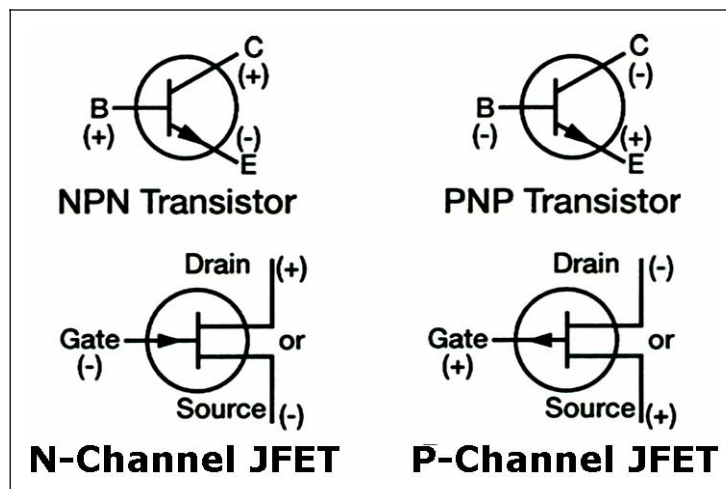 C
(+)
B
(+)
(-)
E
NPN Transistor
C
(-)
B
(-)
(+)
E
PNP Transistor
Drain (+)
Gate
(-)
or
Source (-)
N-Channel JFET
Drain (-)
Gate
(+)
or
Source (+)
P-Channel JFET